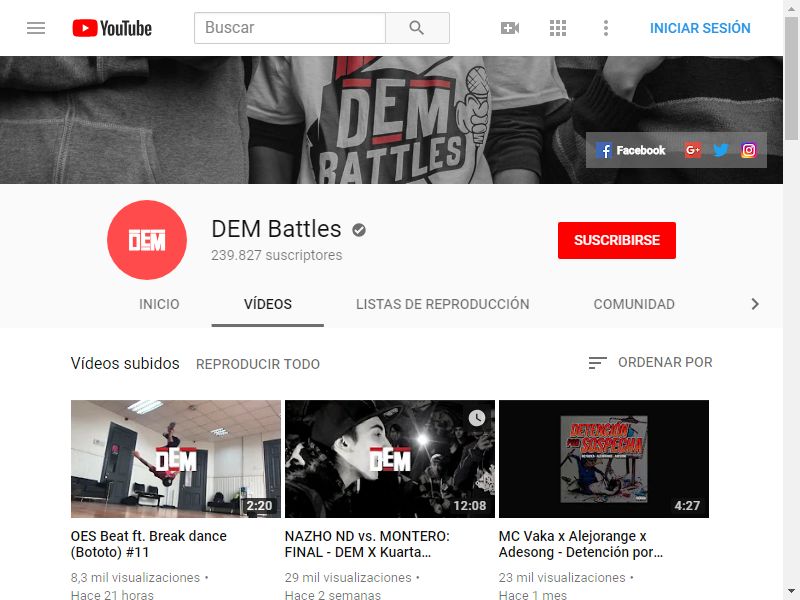 YouTube
Buscar
INICIAR SESIÓN
DEM
BATTLES
Facebook
G+
DEM
DEM Battles
239.827 suscriptores
SUSCRIBIRSE
INICIO VÍDEOS LISTAS DE REPRODUCCIÓN COMUNIDAD
Vídeos subidos REPRODUCIR TODO ORDENAR POR
DEM
2:20
DEM
12:08
DETENCIÓN
POR
SOSPECHA
4:27
OES Beat ft. Break dance
(Bototo) #11
8,3 mil visualizaciones •
Hace 21 horas
NAZHO ND vs. MONTERO:
FINAL - DEM X Kuarta…
29 mil visualizaciones •
Hace 2 semanas
MC Vaka x Alejorange x
Adesong - Detención por…
23 mil visualizaciones •
Hace 1 mes